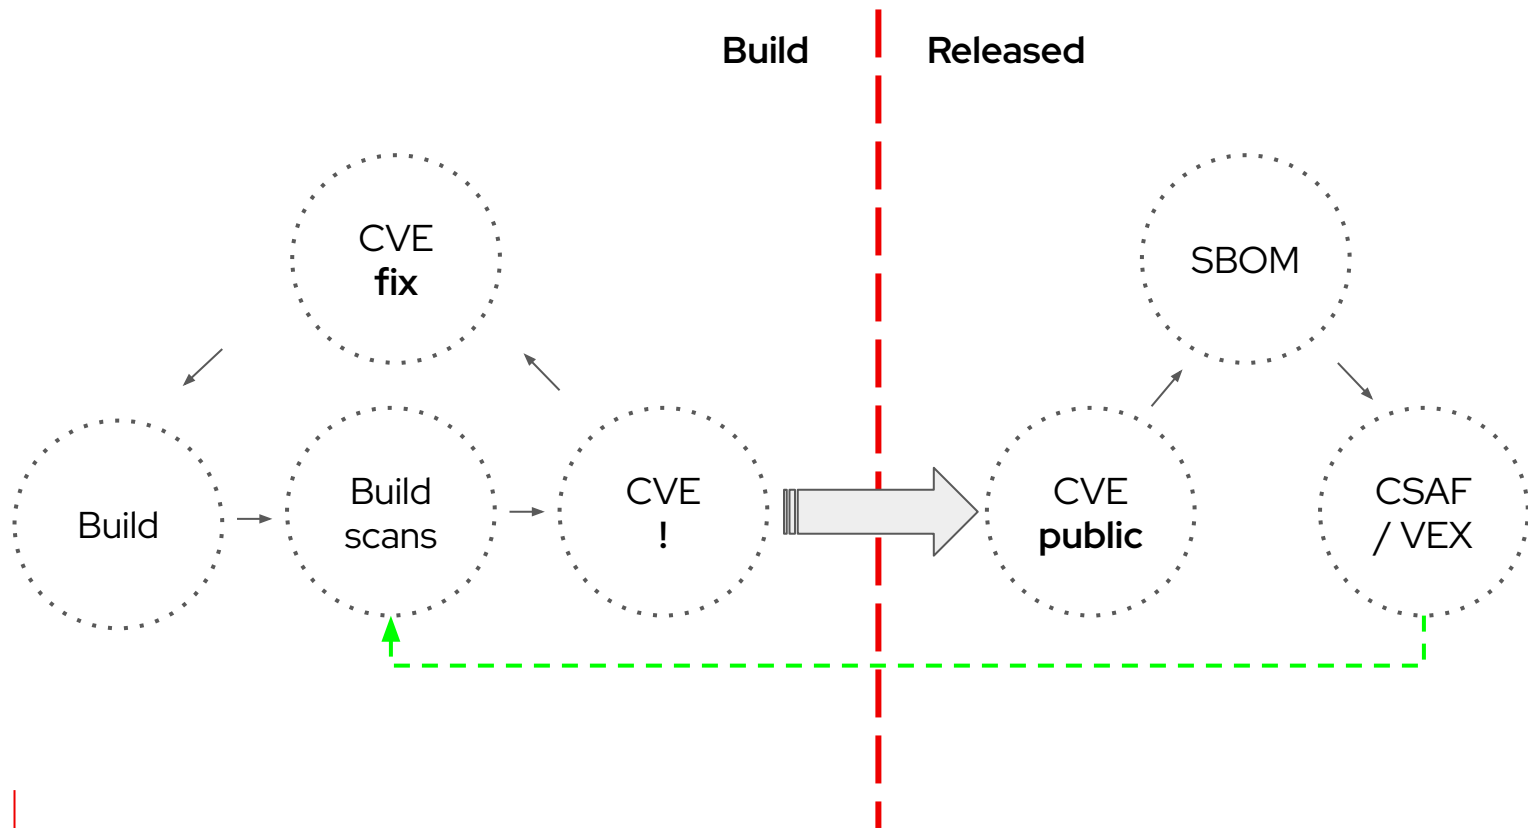 Build
Released
CVE
fix
SBOM
Build
Build
scans
CVE
!
CVE
public
CSAF
/ VEX